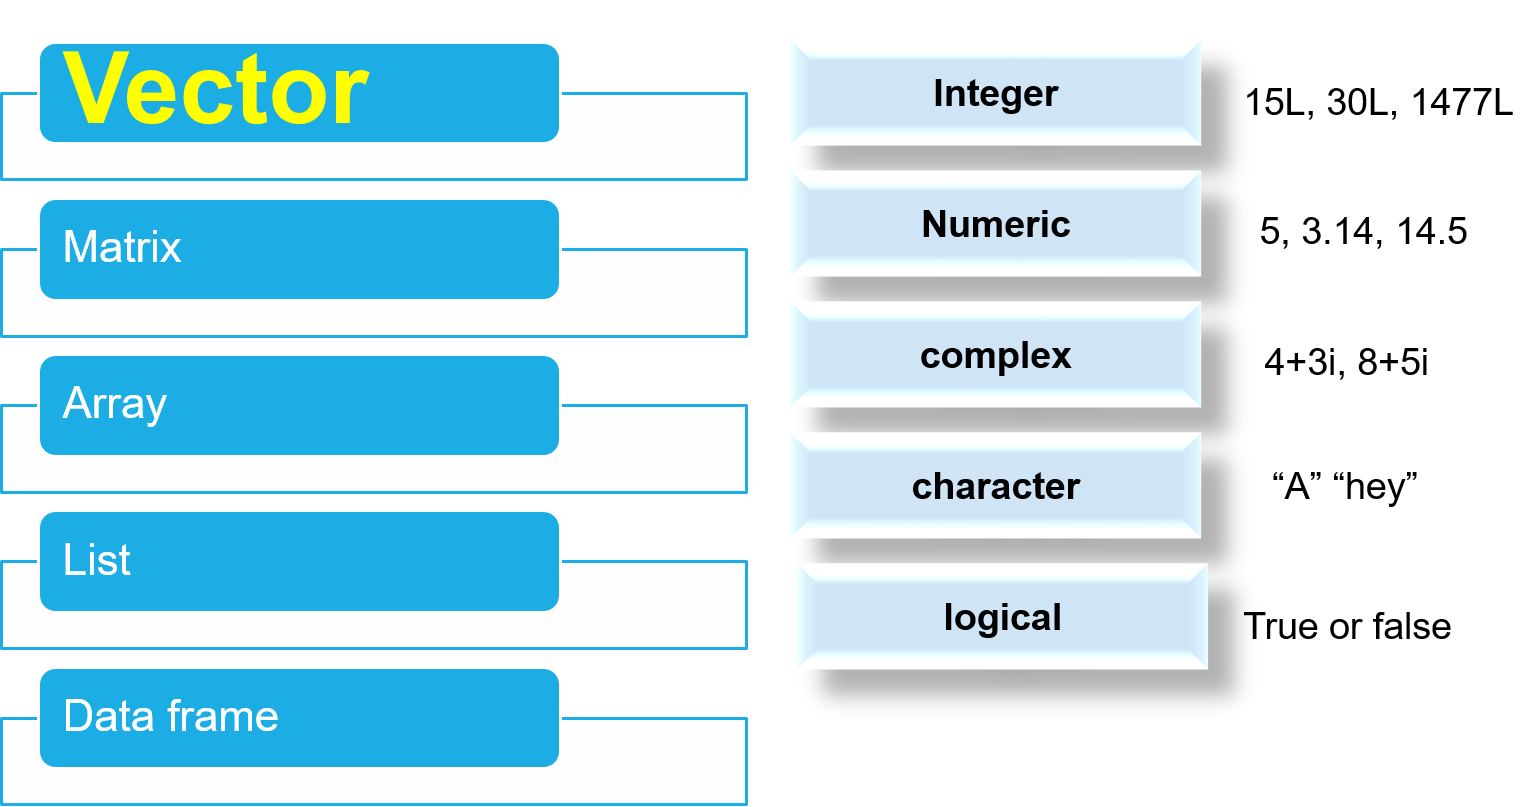 Vector
Matrix
Array
List
Data frame
Integer
15L, 30L, 1477L
Numeric
5, 3.14, 14.5
complex
4+3i, 8+5i
character
“A” “hey”
logical
True or false